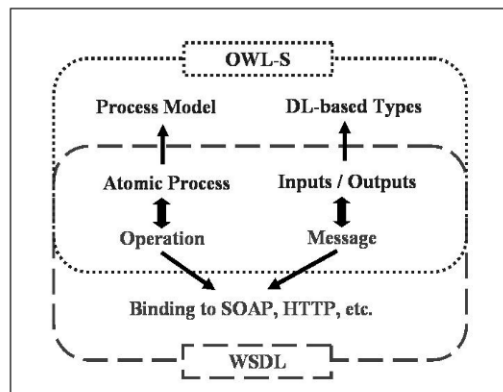 OWL-S
Process Model DL-based Types
Atomic Process Inputs / Outputs
Operation Message
Binding to SOAP, HTTP, etc.
WSDL